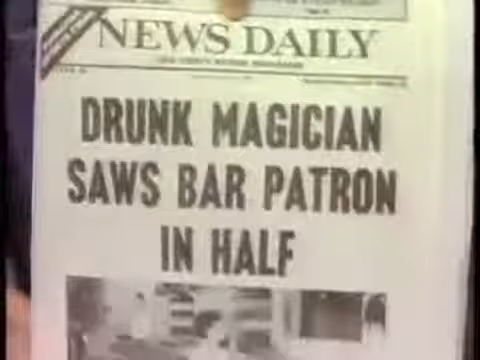 NEWS DAILY
DRUNK MAGICIAN
SAWS BAR PATRON
IN HALF